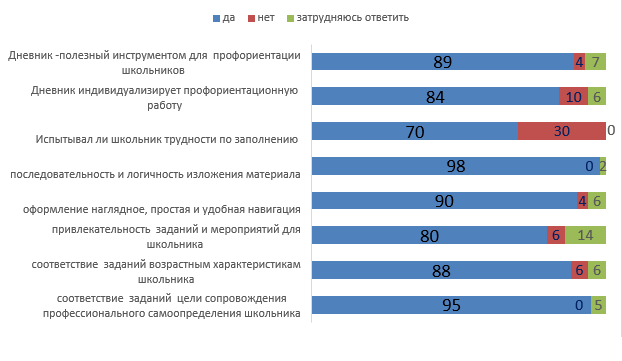 да нет затрудняюсь ответить
Дневник -полезный инструментом для профориентации
школьников
89 4 7
Дневник индивидуализирует профориентационную
работу
84 10 6
Испытывал ли школьник трудности по заполнению
70 30 0
последовательность и логичность изложения материала
98 0 2
оформление наглядное, простая и удобная навигация
90 4 6
привлекательность заданий и мероприятий для
школьника
80 6 14
соответствие заданий возрастным характеристикам
школьника
88 6 6
соответствие заданий цели сопровождения
профессионального самоопределения школьника
95 0 5